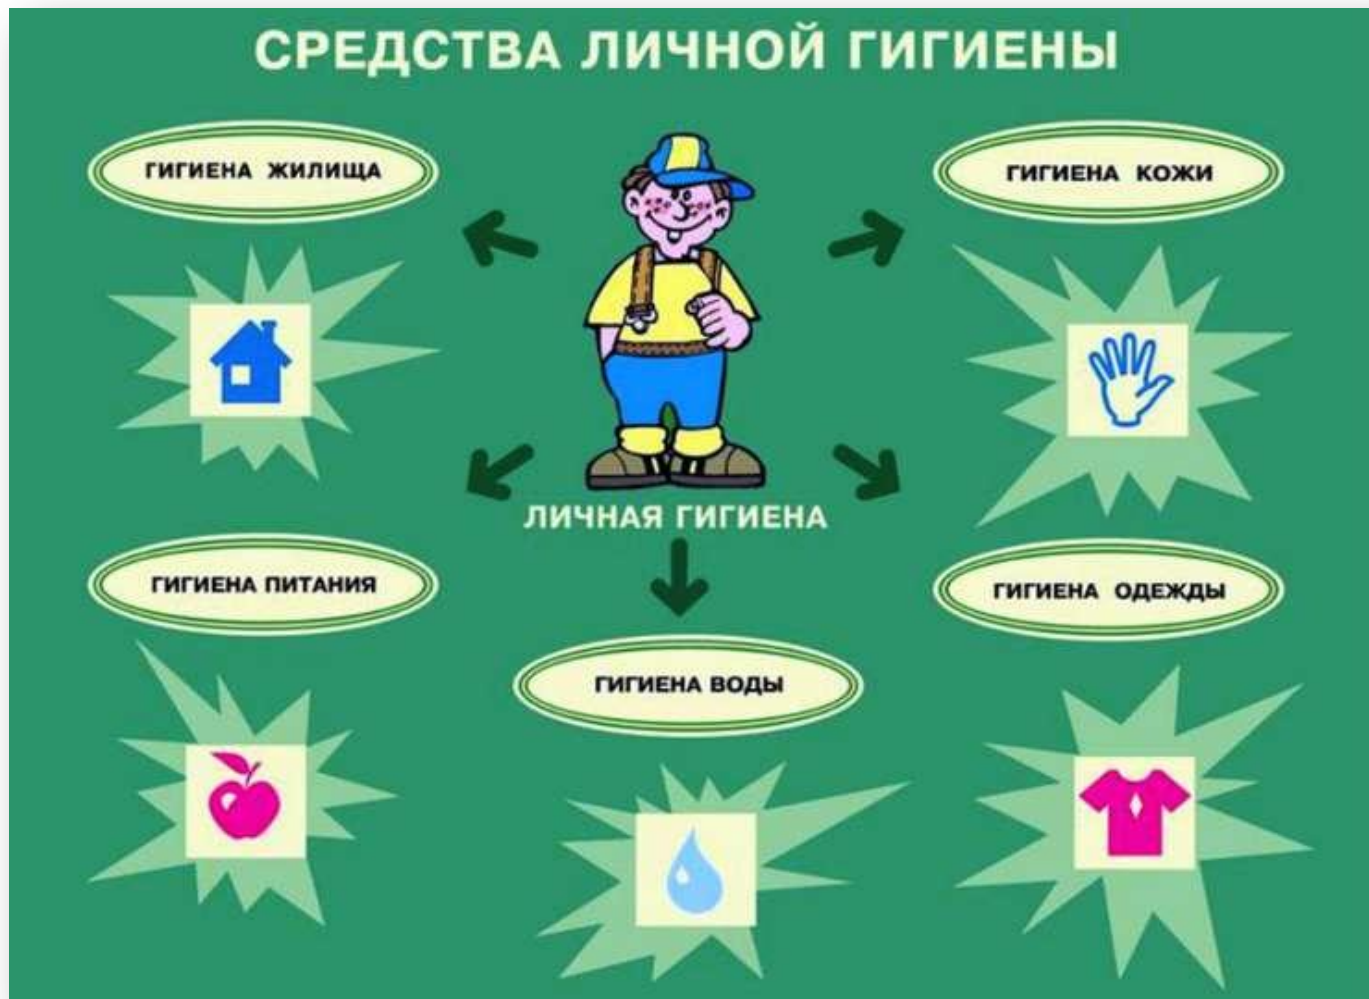 СРЕДСТВА ЛИЧНОЙ ГИГИЕНЫ
ГИГИЕНА ЖИЛИЩА
ГИГИЕНА КОЖИ
ЛИЧНАЯ ГИГИЕНА
ГИГИЕНА ПИТАНИЯ
ГИГИЕНА ОДЕЖДЫ
ГИГИЕНА ВОДЫ